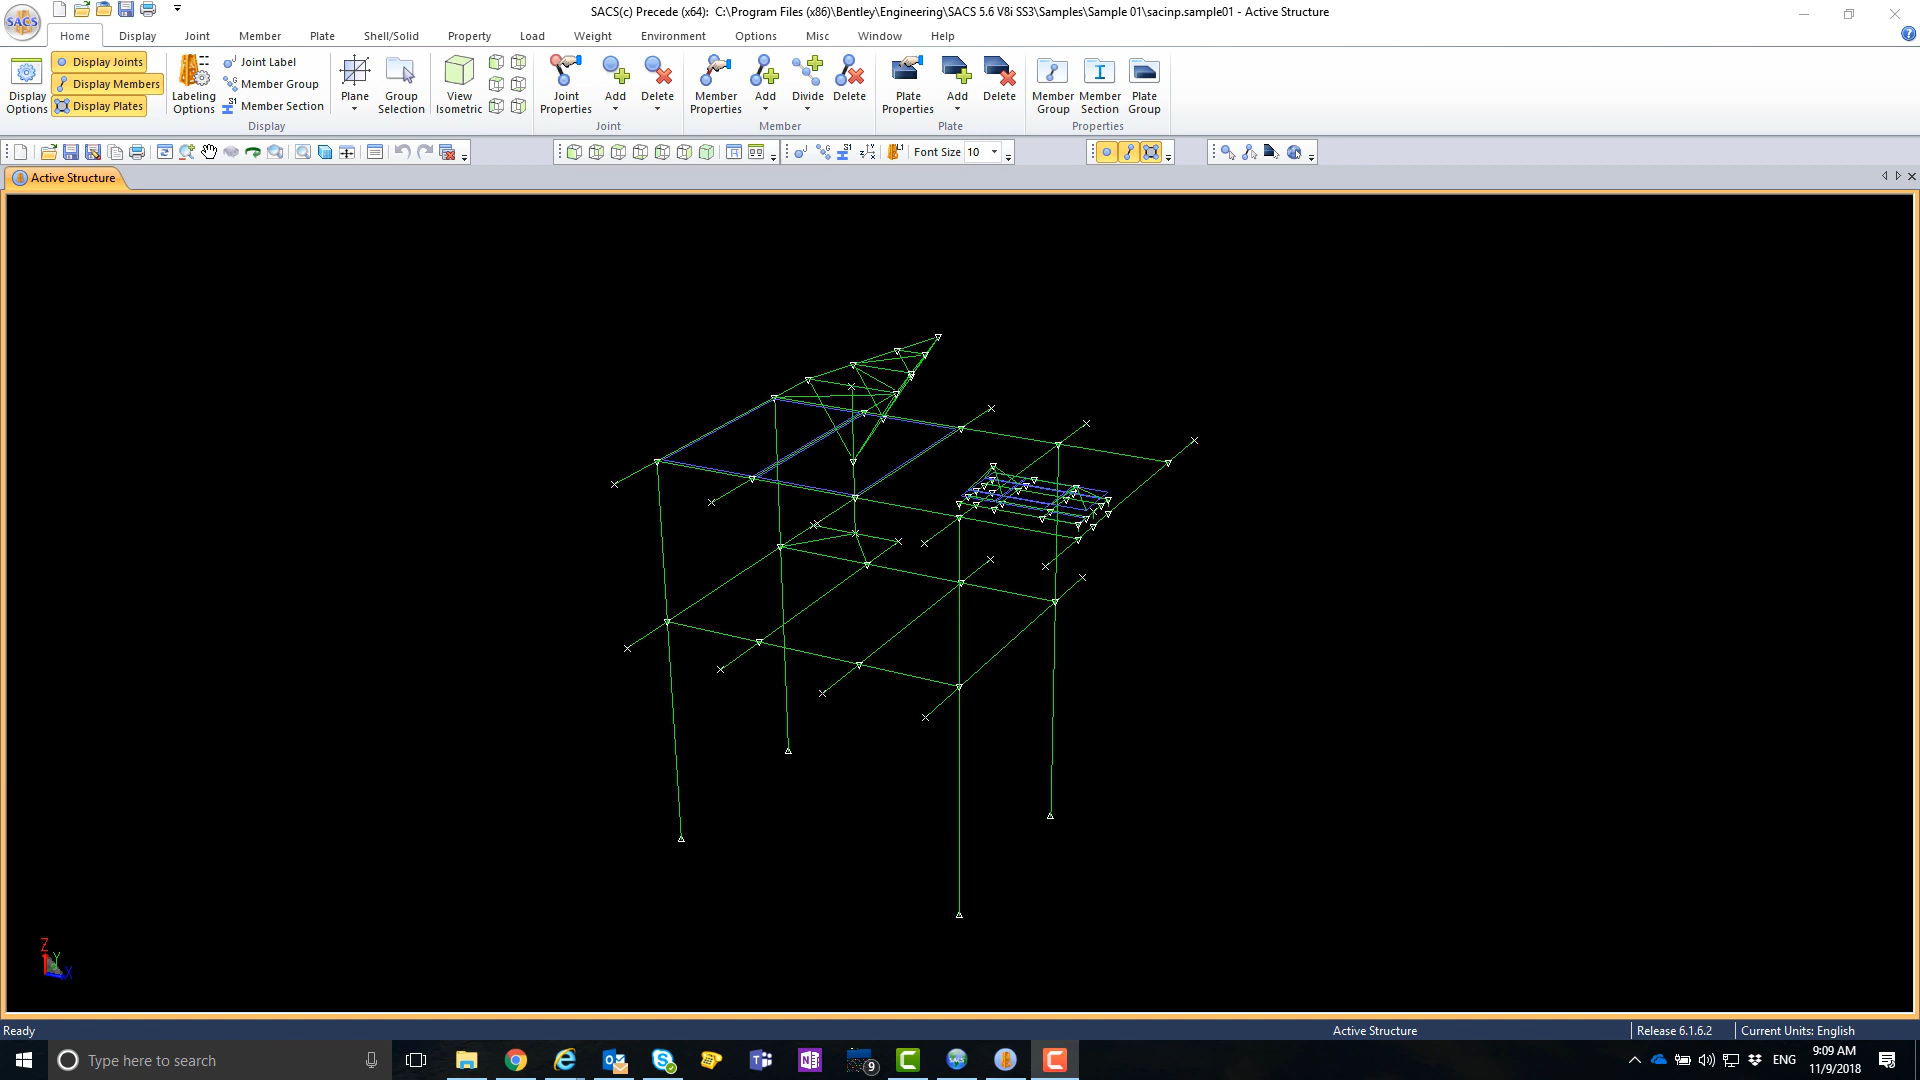 SACS(c) Precede (x64):  C:\Program Files (x86)\Bentley\Engineering\SACS 5.6 V8i SS3\Samples\Sample 01\sacinp.sample01 - Active Structure
SACS
Home Display Joint Member Plate Shell/Solid Property Load Weight Environment Options Misc Window Help
Display Options
Display Joints
Display Members
Display Plates
Labeling Options
Joint Label
Member Group
Member Section
Plane
Group Selection
View Isometric
Joint Properties
Add
Delete
Member Properties
Add
Divide
Delete
Plate Properties
Add
Delete
Member Group
Member Section
Plate Group
Display Joint Member Plate Properties
Font Size 10
Active Structure
Z
Y
X
Ready Active Structure Release 6.1.6.2 Current Units: English
Type here to search
9
ENG
9:09 AM
11/9/2018